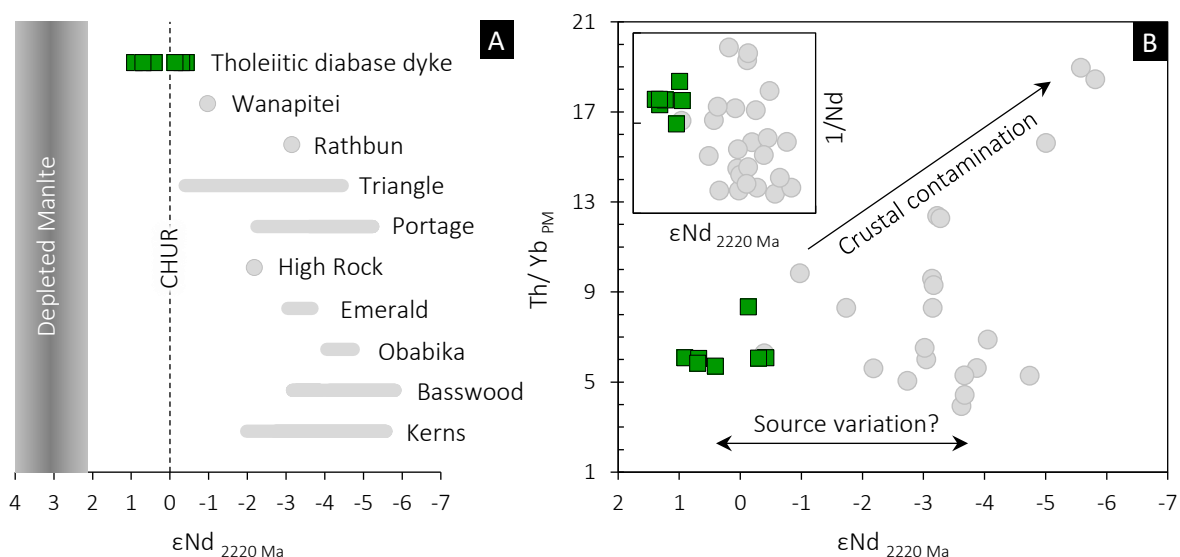 A
Tholeiitic diabase dyke
Wanapitei
Rathbun
Triangle
Portage
High Rock
Emerald
Obabika
Basswood
Kerns
Depleted Manlte
CHUR
4 3 2 1 0 -1 -2 -3 -4 -5 -6 -7
εNd 2220 Ma
B
21
17
13
9
5
1
Th/ Yb PM
1/Nd
εNd 2220 Ma
Crustal contamination
Source variation?
2 1 0 -1 -2 -3 -4 -5 -6 -7
εNd 2220 Ma